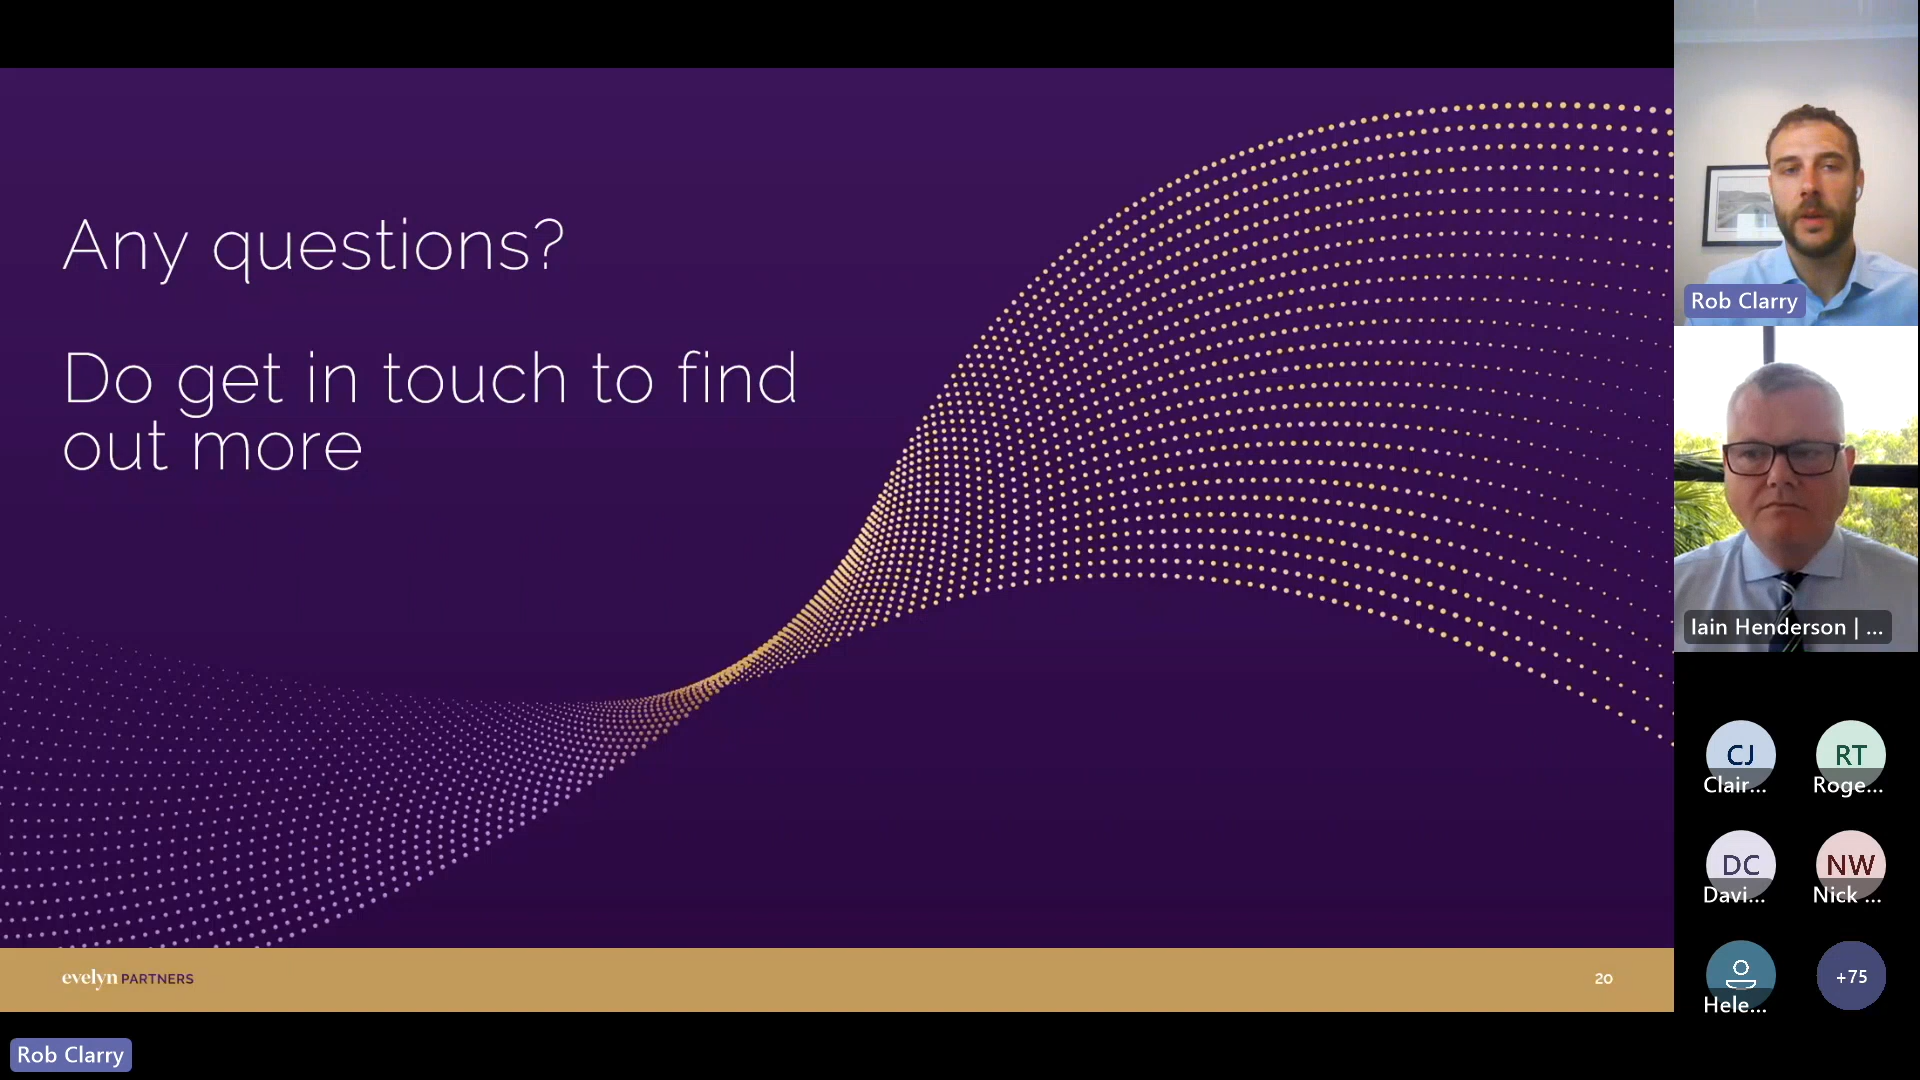 Any questions?
Do get in touch to find
out more
evelyn PARTNERS
20
Rob Clarry
Rob Clarry
Iain Henderson | ...
CJ
Clair...
RT
Roge...
DC
Davi...
NW
Nick ...
Hele...
+75